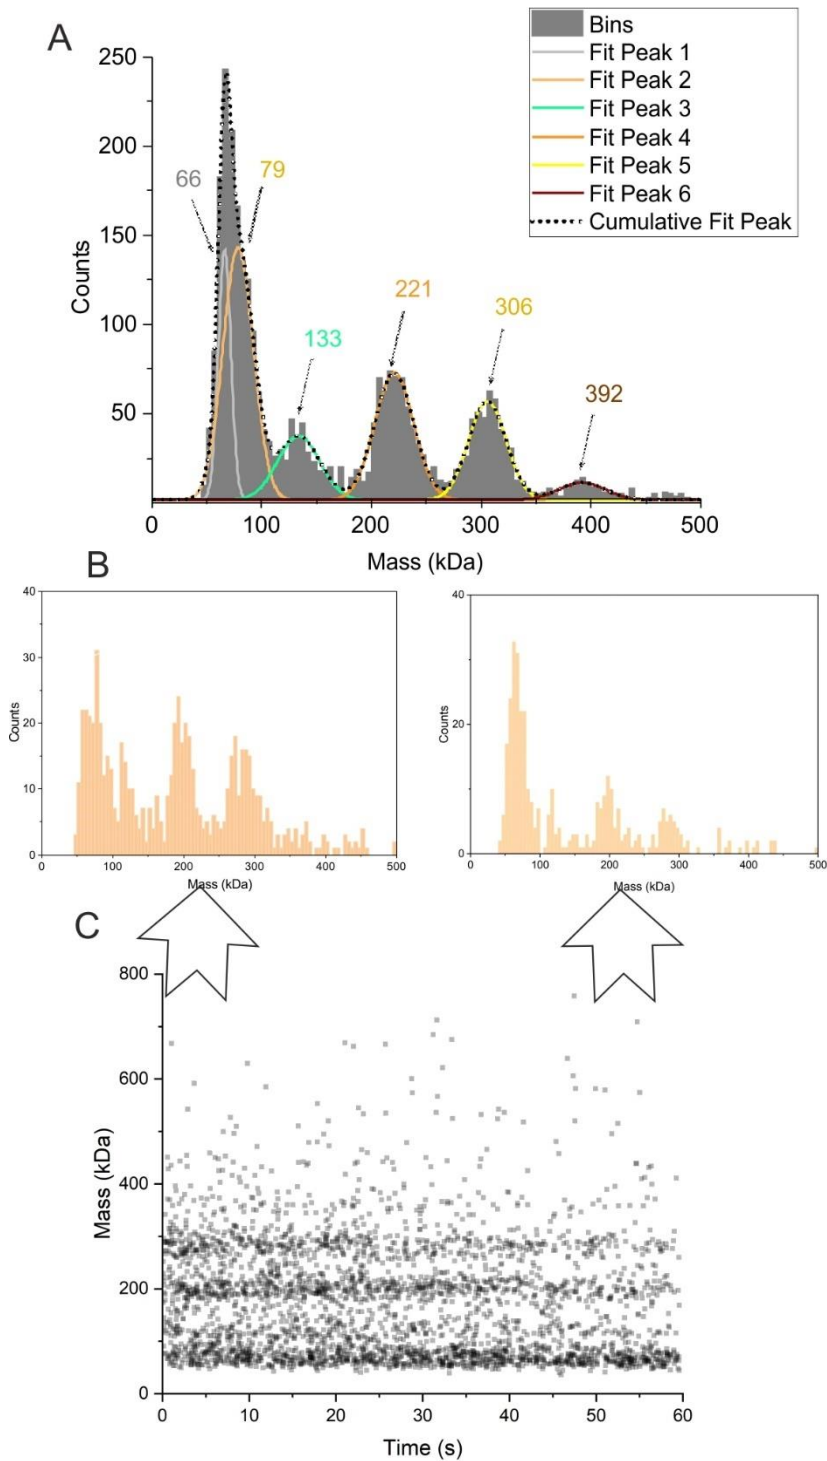 A
Bins
Fit Peak 1
Fit Peak 2
Fit Peak 3
Fit Peak 4
Fit Peak 5
Fit Peak 6
Cumulative Fit Peak
250
200
150
100
50
Counts
66
79
133
221
306
392
0 100 200 300 400 500
Mass (kDa)
B
40
30
20
10
0
Counts
0 100 200 300 400 500
Mass (kDa)
40
20
0
Counts
0 50 100 200 300 400 500
Mass (kDa)
C
800
600
400
200
0
Mass (kDa)
0 10 20 30 40 50 60
Time (s)